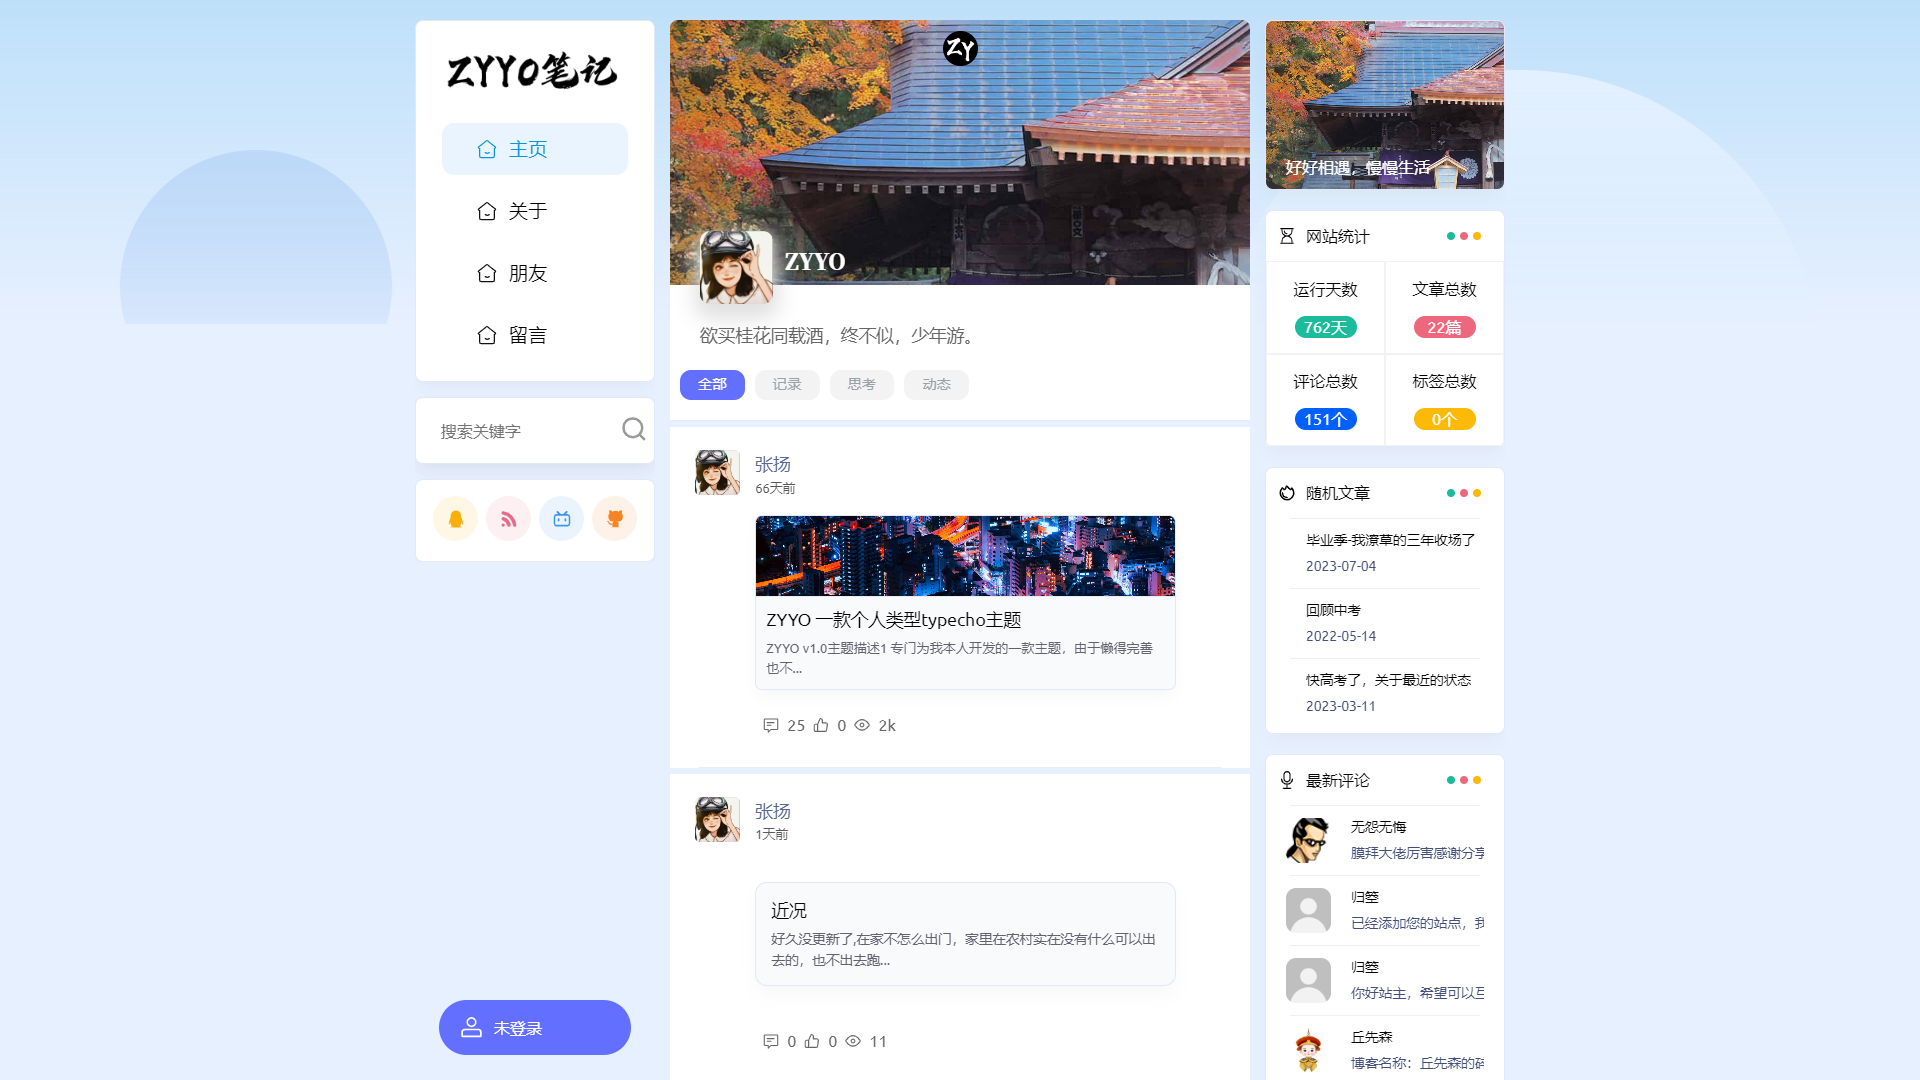 ZYYO笔记
主页
关于
朋友
留言
搜索关键字
未登录
ZY
ZYYO
欲买桂花同载酒，终不似，少年游。
全部 记录 思考 动态
张扬
66天前
ZYYO 一款个人类型typecho主题
ZYYO v1.0主题描述1 专门为我本人开发的一款主题，由于懒得完善
也不...
25 0 2k
张扬
1天前
近况
好久没更新了,在家不怎么出门，家里在农村实在没有什么可以出
去的，也不出去跑...
0 0 11
好好相遇，慢慢生活
网站统计
运行天数 文章总数
762天 22篇
评论总数 标签总数
151个 0个
随机文章
毕业季-我潦草的三年收场了
2023-07-04
回顾中考
2022-05-14
快高考了，关于最近的状态
2023-03-11
最新评论
无怨无悔
膜拜大佬厉害感谢分享
归箜
已经添加您的站点，我
归箜
你好站主，希望可以互
丘先森
博客名称：丘先森的碎